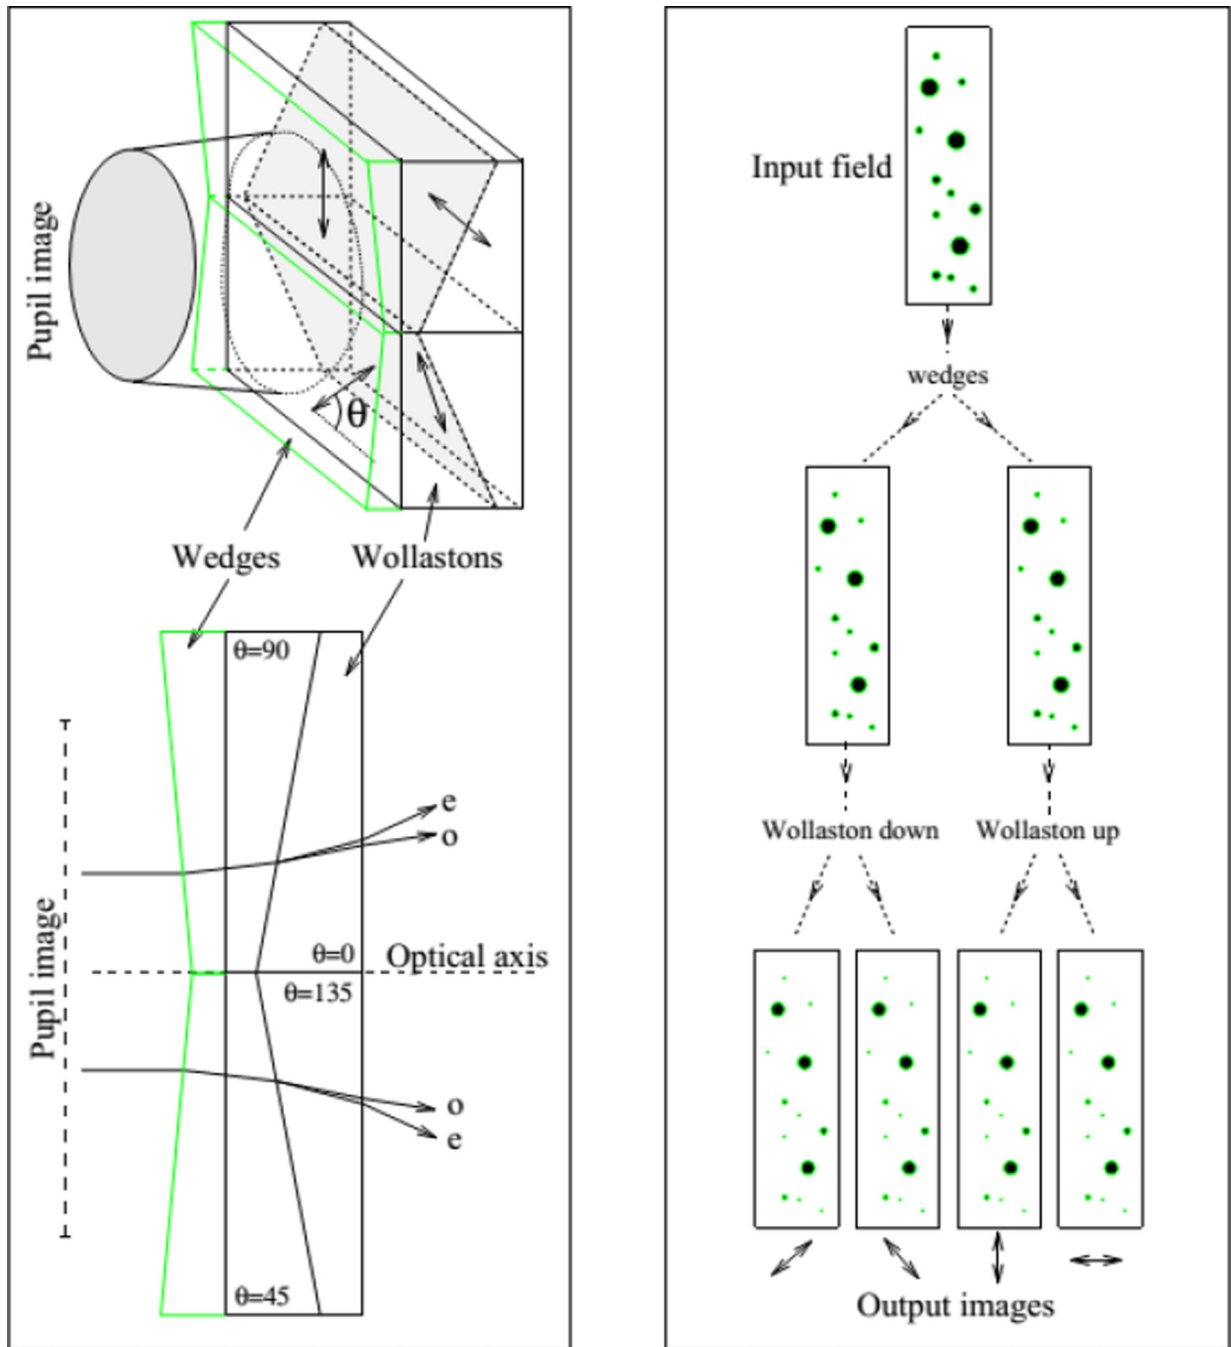 Pupil image
θ
Wedges
Wollastons
θ=90
e
o
Pupil image
θ=0
Optical axis
θ=135
o
e
θ=45
Input field
wedges
Wollaston down
Wollaston up
Output images